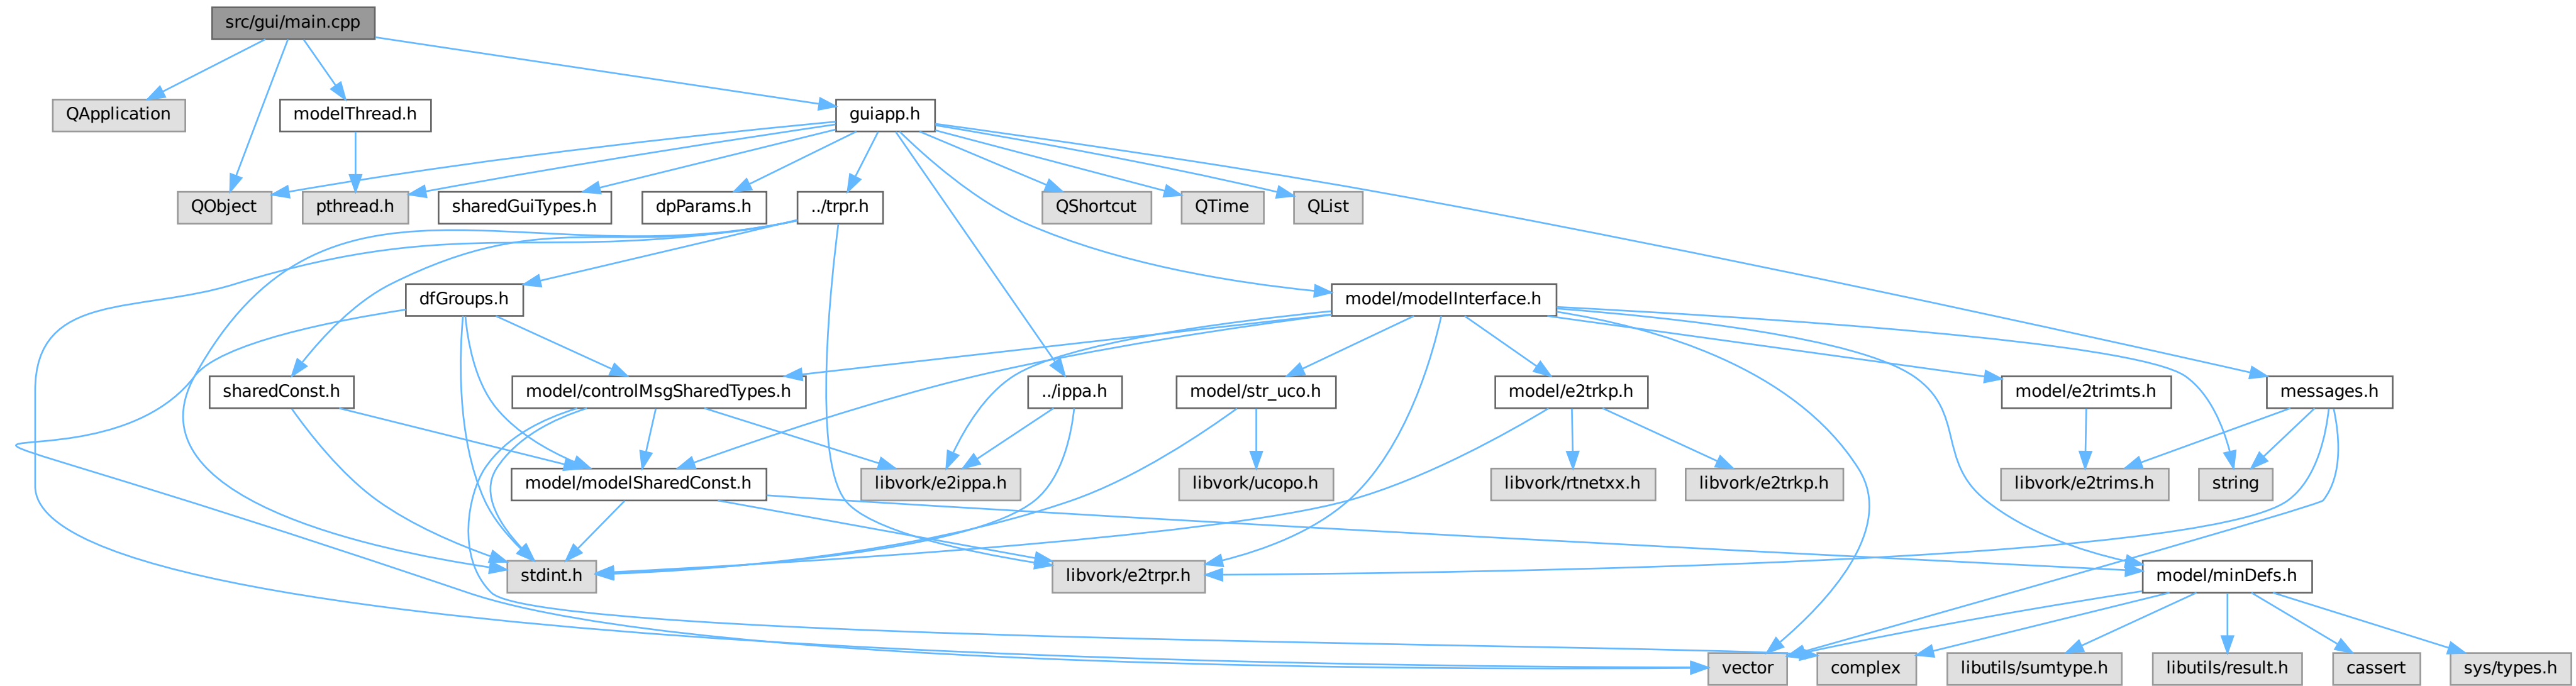 src/gui/main.cpp
QApplication
modelThread.h
guiapp.h
QObject
pthread.h
sharedGuiTypes.h
dpParams.h
../trpr.h
QShortcut
QTime
QList
dfGroups.h
model/modelInterface.h
sharedConst.h
model/controlMsgSharedTypes.h
../ippa.h
model/str_uco.h
model/e2trkp.h
model/e2trimts.h
messages.h
model/modelSharedConst.h
libvork/e2ippa.h
libvork/ucopo.h
libvork/rtnetxx.h
libvork/e2trkp.h
libvork/e2trims.h
string
stdint.h
libvork/e2trpr.h
model/minDefs.h
vector
complex
libutils/sumtype.h
libutils/result.h
cassert
sys/types.h